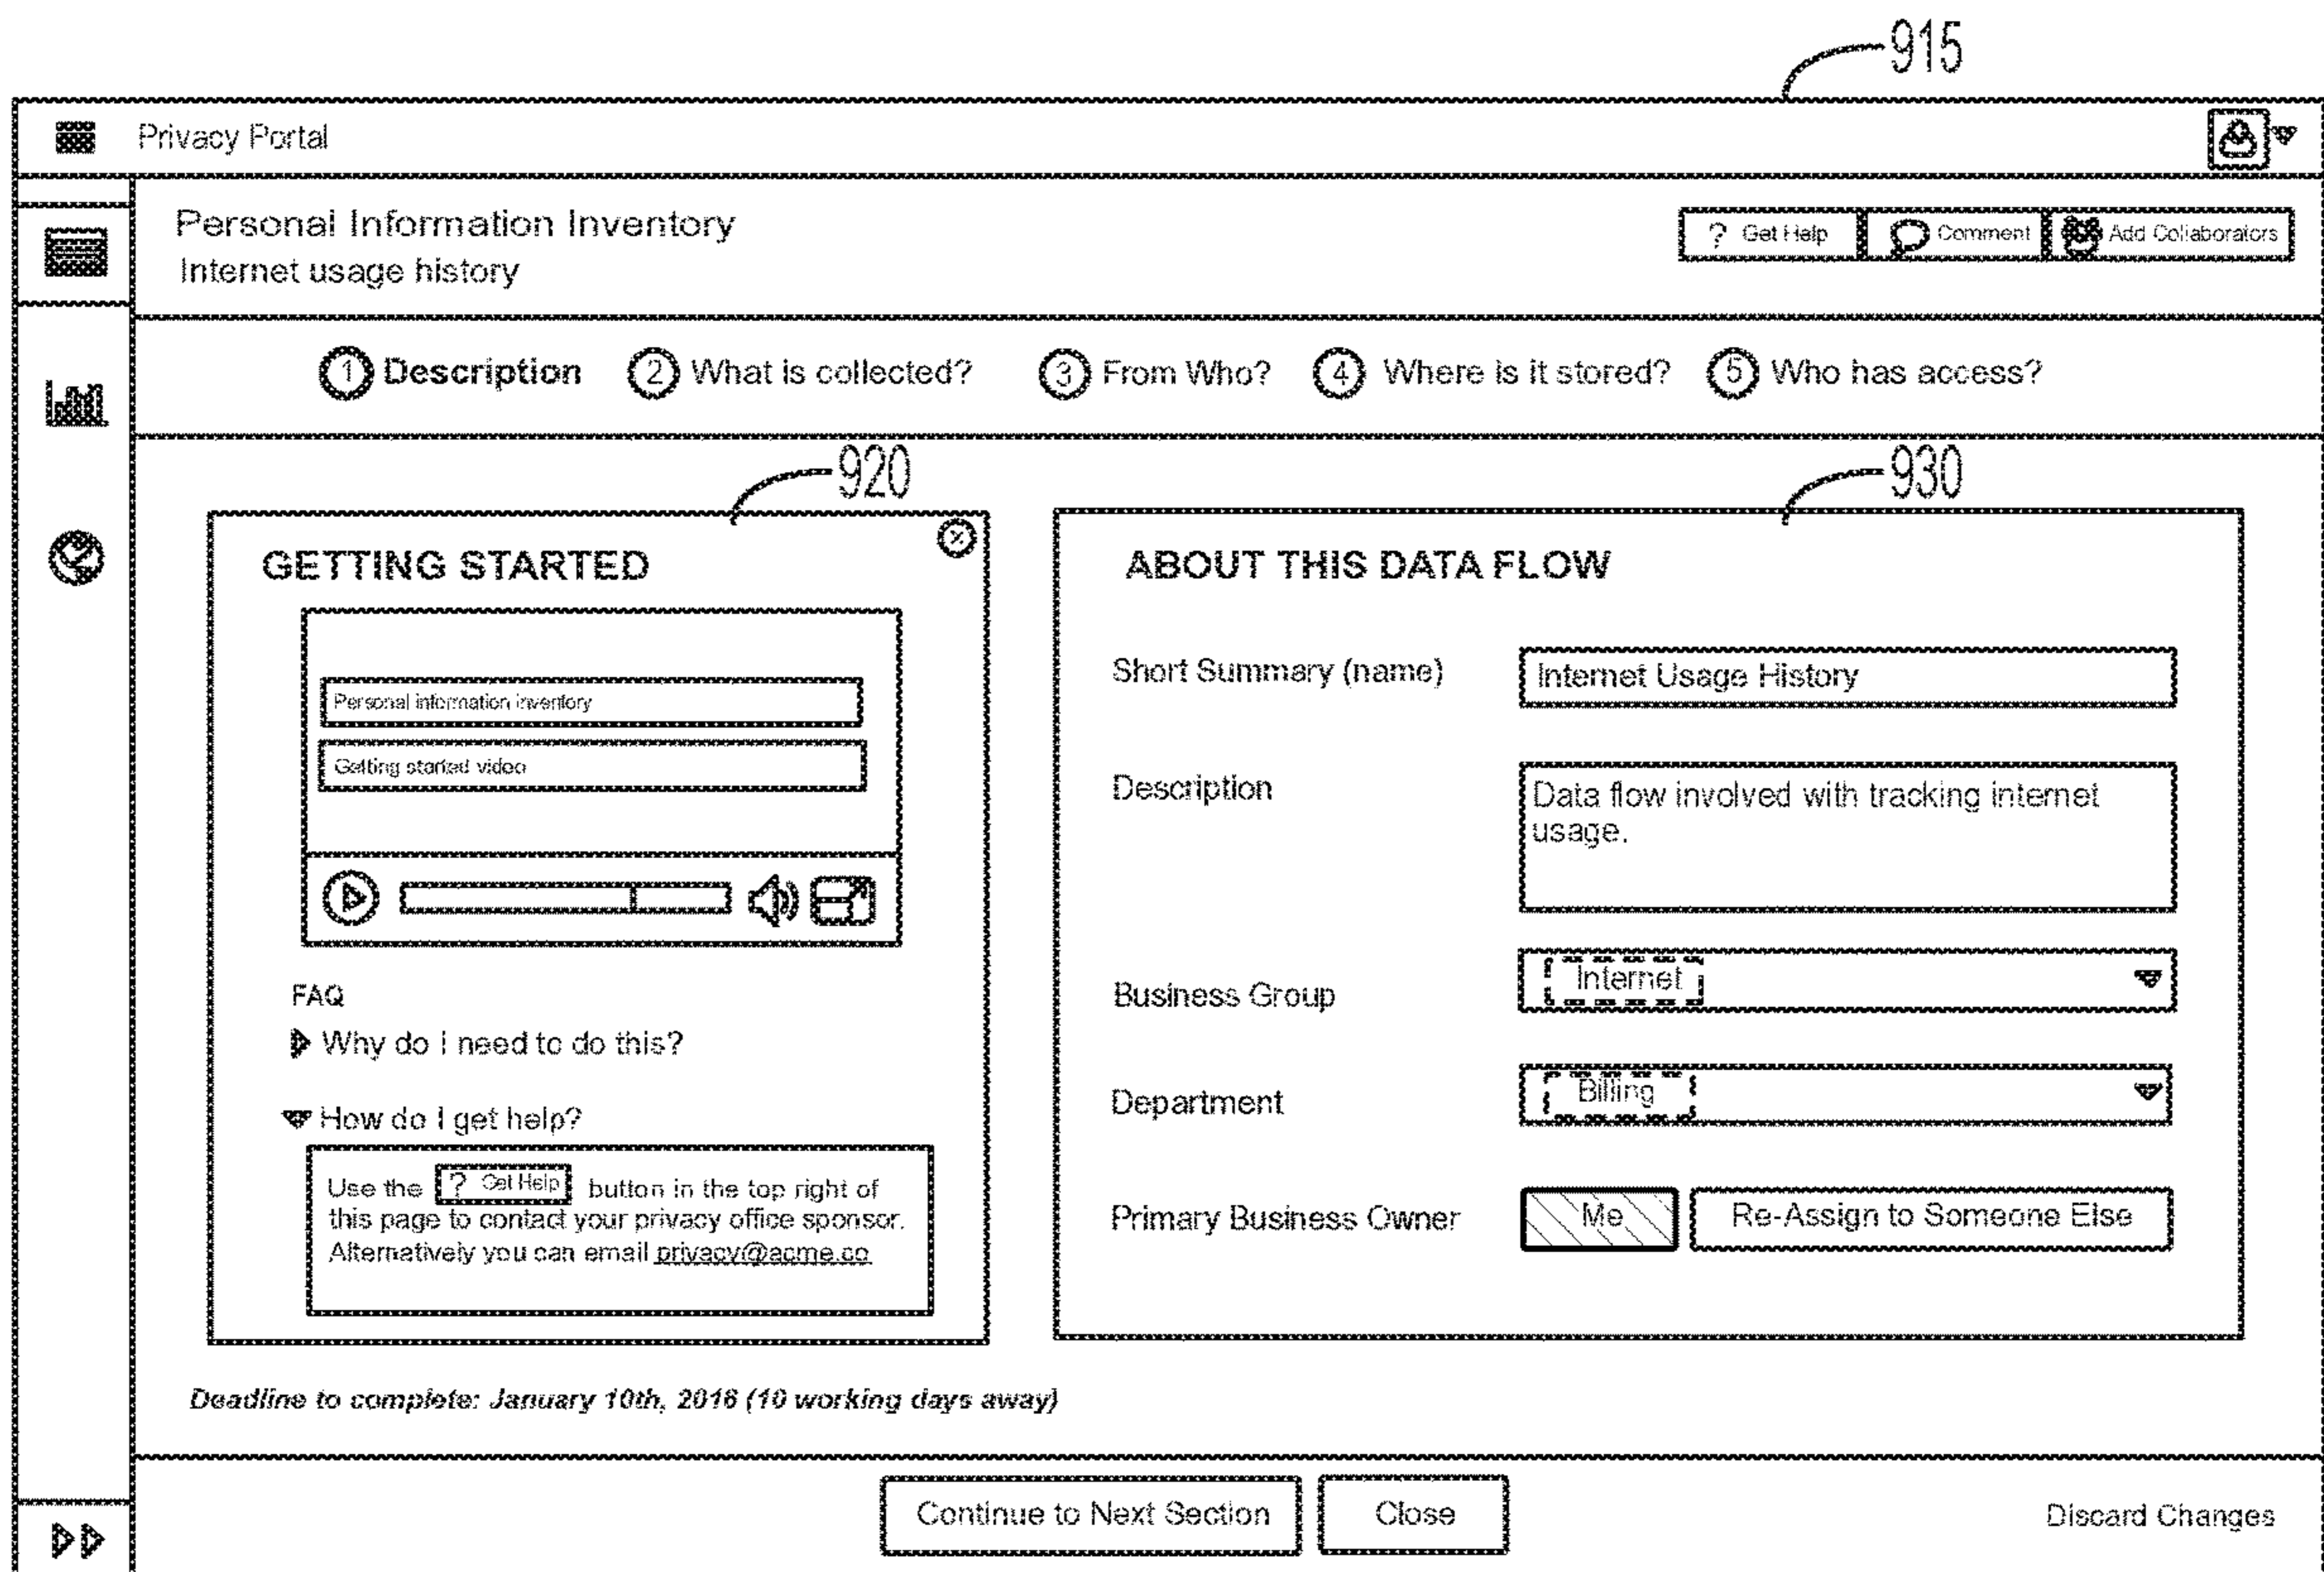 915
Privacy Portal
Personal Information Inventory
Internet usage history
? Get Help
Comment
Add Collaborators
1 Description
2 What is collected?
3 From Who?
4 Where is it stored?
5 Who has access?
920
GETTING STARTED
Personal information inventory
Getting started video
FAQ
Why do I need to do this?
How do I get help?
Use the ? Get Help button in the top right of
this page to contact your privacy office sponsor.
Alternatively you can email privacy@acme.co
930
ABOUT THIS DATA FLOW
Short Summary (name)
Internet Usage History
Description
Data flow involved with tracking internet
usage.
Business Group
Internet
Department
Billing
Primary Business Owner
Me
Re-Assign to Someone Else
Deadline to complete: January 10th, 2016 (10 working days away)
Continue to Next Section
Close
Discard Changes